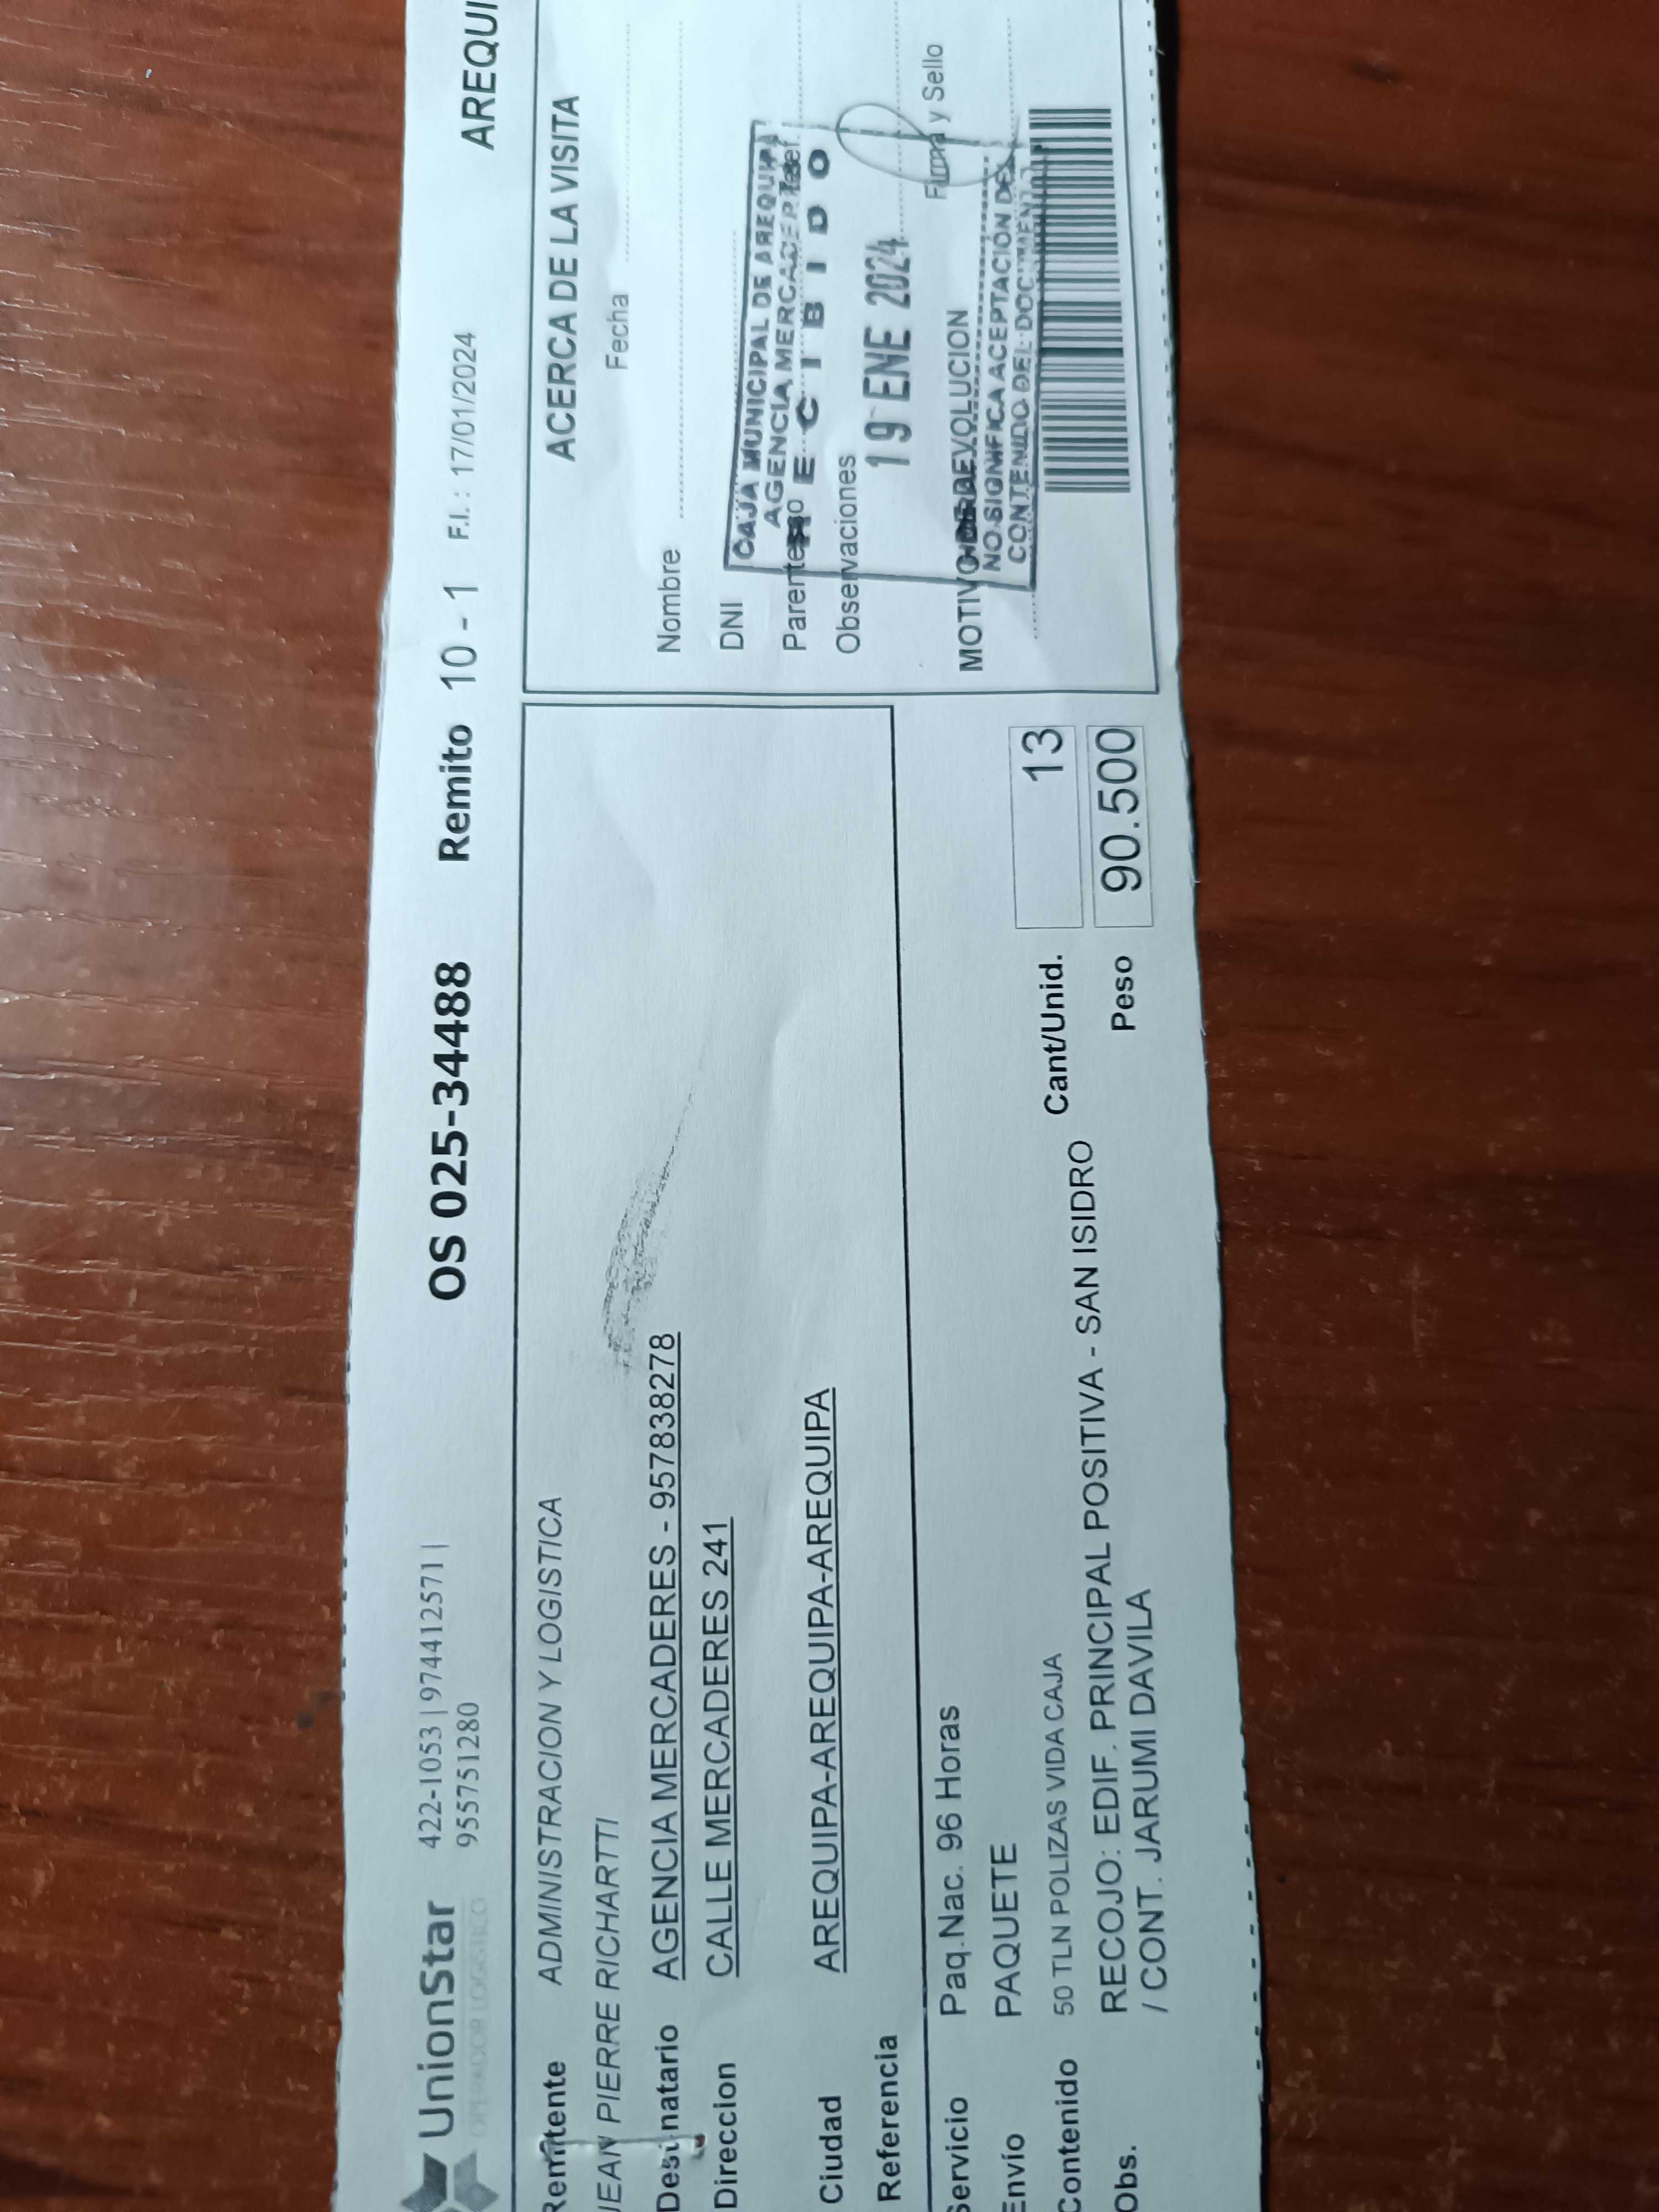 UnionStar
OPERADOR LOGISTICO
422-1053 | 974412571 |
955751280
OS 025-34488
Remito 10 - 1 F.I. : 17/01/2024 AREQUI
Remitente ADMINISTRACION Y LOGISTICA
JEAN PIERRE RICHARTTI
Destinatario AGENCIA MERCADERES - 957838278
Direccion CALLE MERCADERES 241
Ciudad AREQUIPA-AREQUIPA-AREQUIPA
Referencia
Servicio Paq.Nac. 96 Horas
Envío PAQUETE
Contenido 50 TLN POLIZAS VIDA CAJA
Obs. RECOJO: EDIF. PRINCIPAL POSITIVA - SAN ISIDRO
/ CONT. JARUMI DAVILA
Cant/Unid. 13
Peso 90.500
ACERCA DE LA VISITA
Fecha
Nombre
DNI
Parentesco
Observaciones
Firma y Sello
MOTIVO DEVOLUCION
CAJA MUNICIPAL DE AREQUIPA
AGENCIA MERCADERES
RECIBIDO
19 ENE 2024
NO SIGNIFICA ACEPTACION DEL
CONTENIDO DEL DOCUMENTO